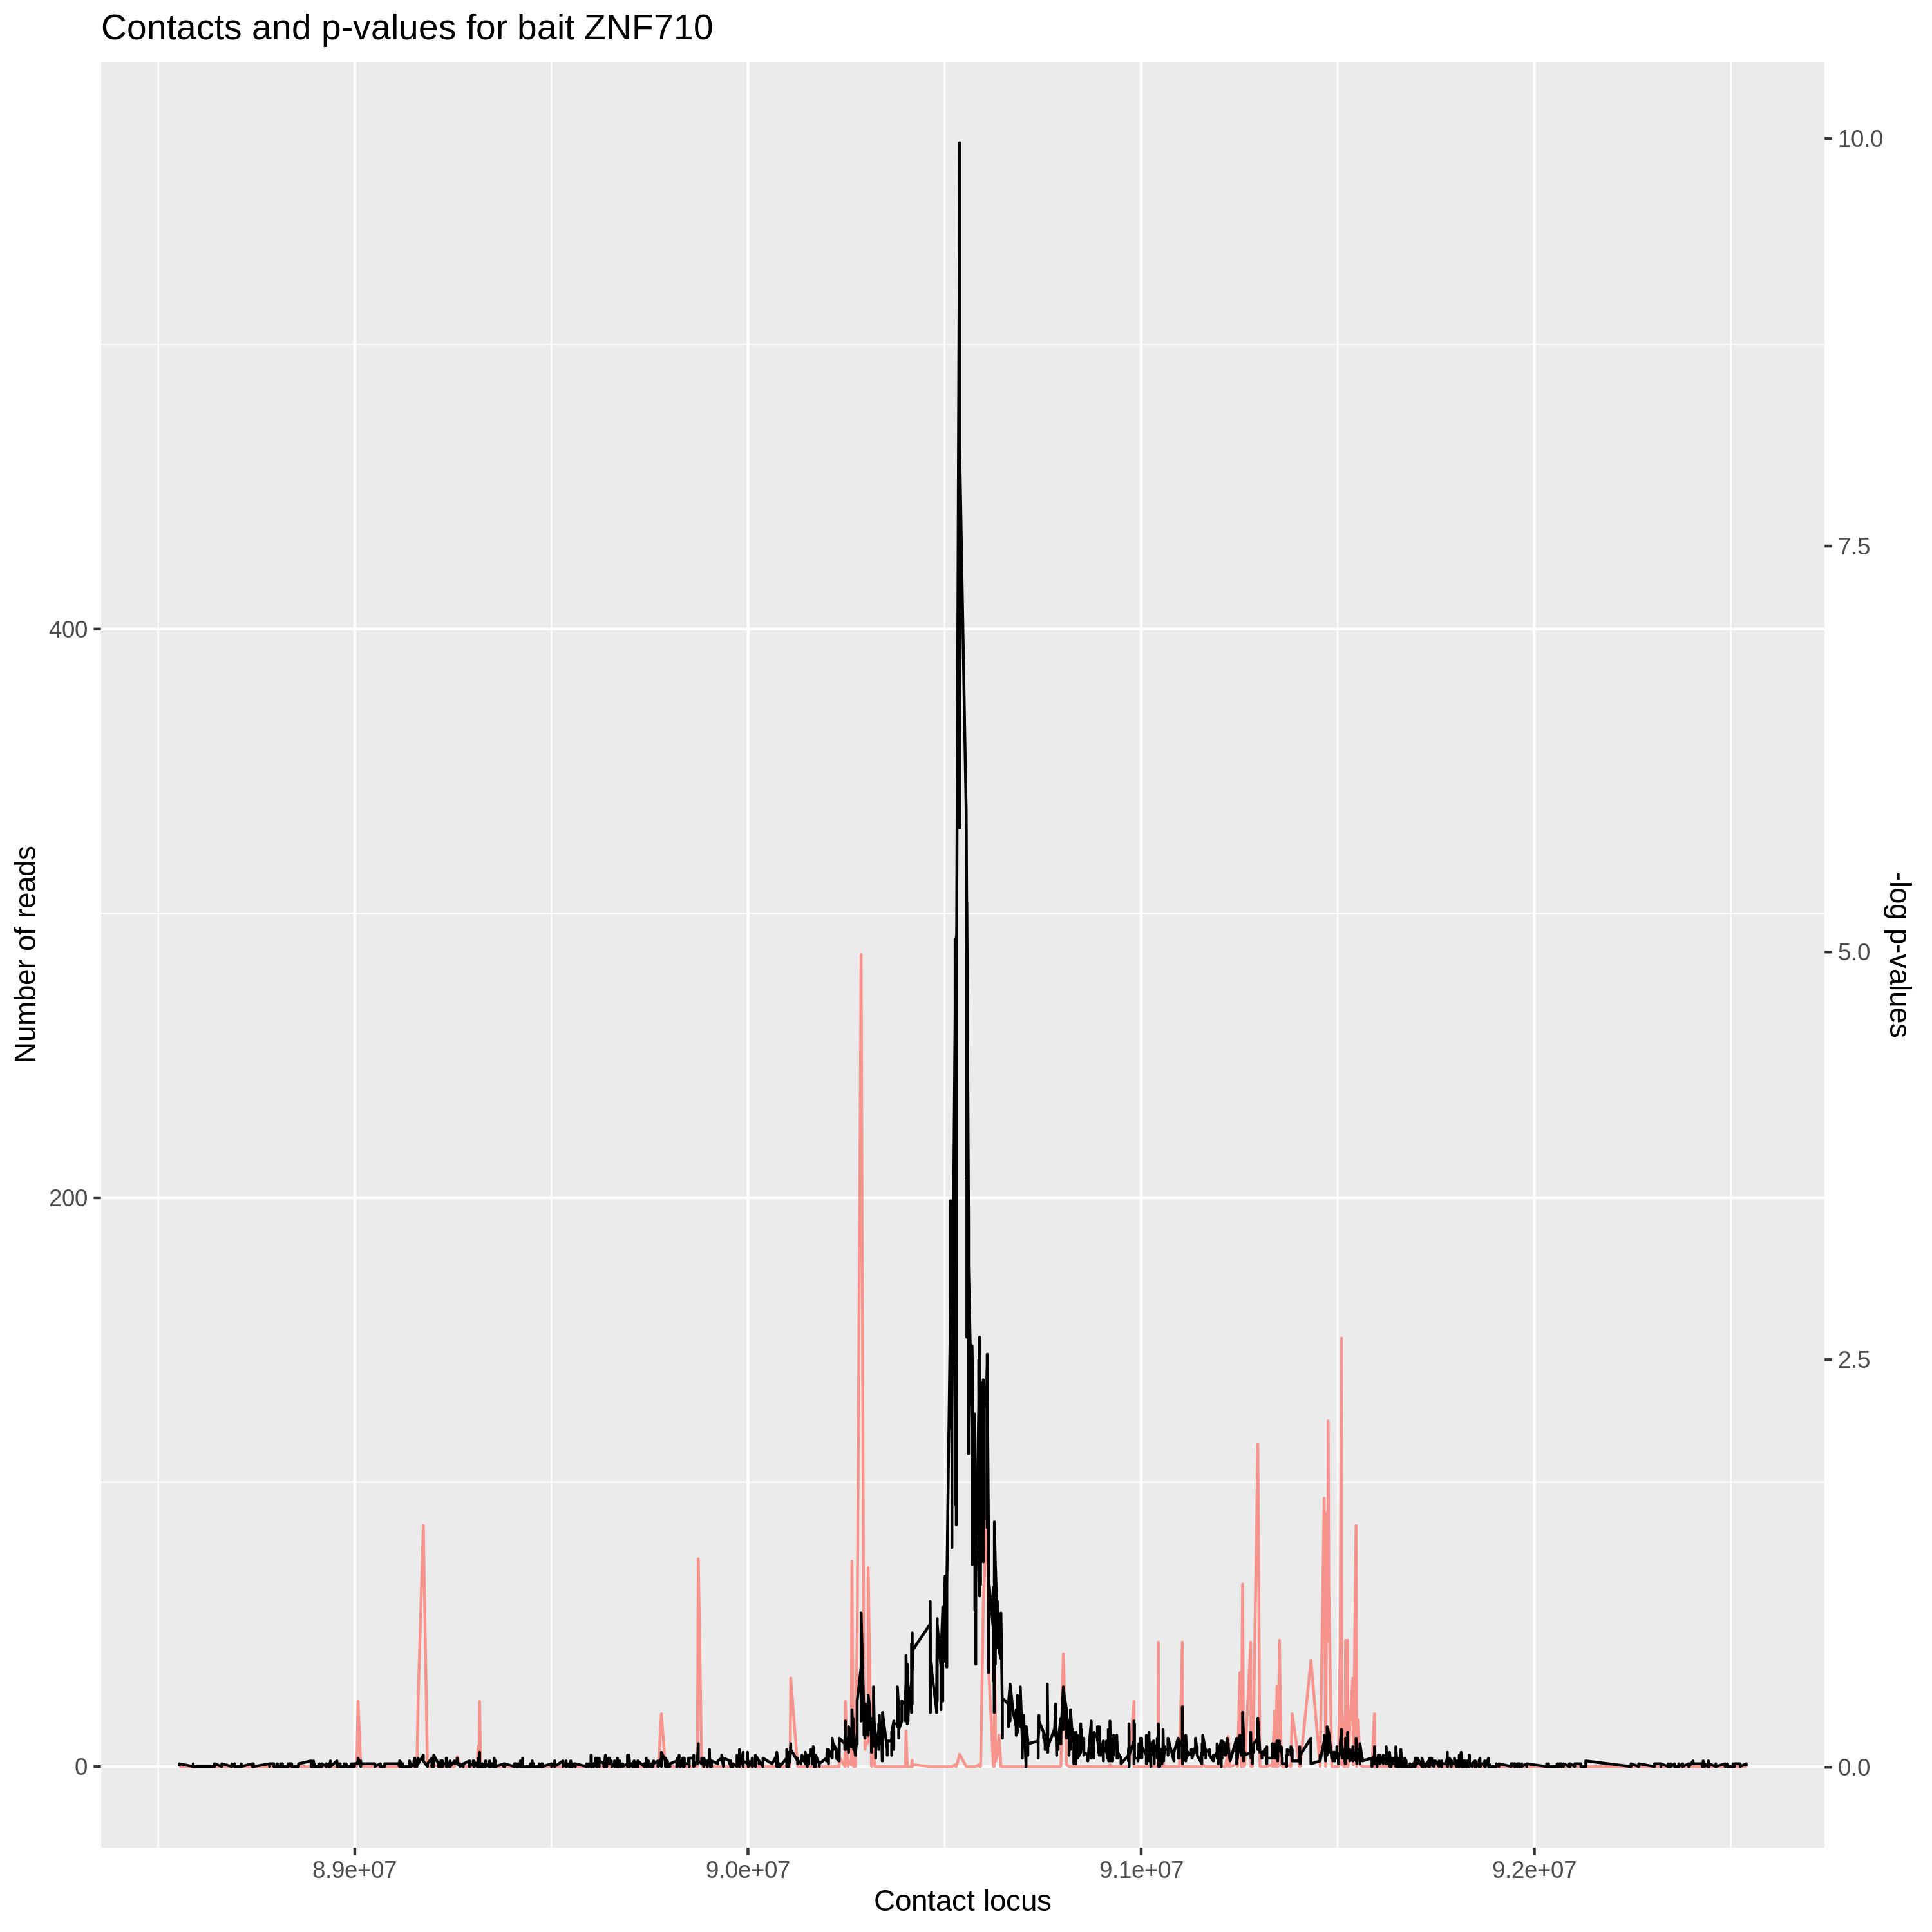 Contacts and p-values for bait ZNF710
10.0
7.5
400
Number of reads
-log p-values
5.0
200
2.5
0
0.0
8.9e+07 9.0e+07 9.1e+07 9.2e+07
Contact locus